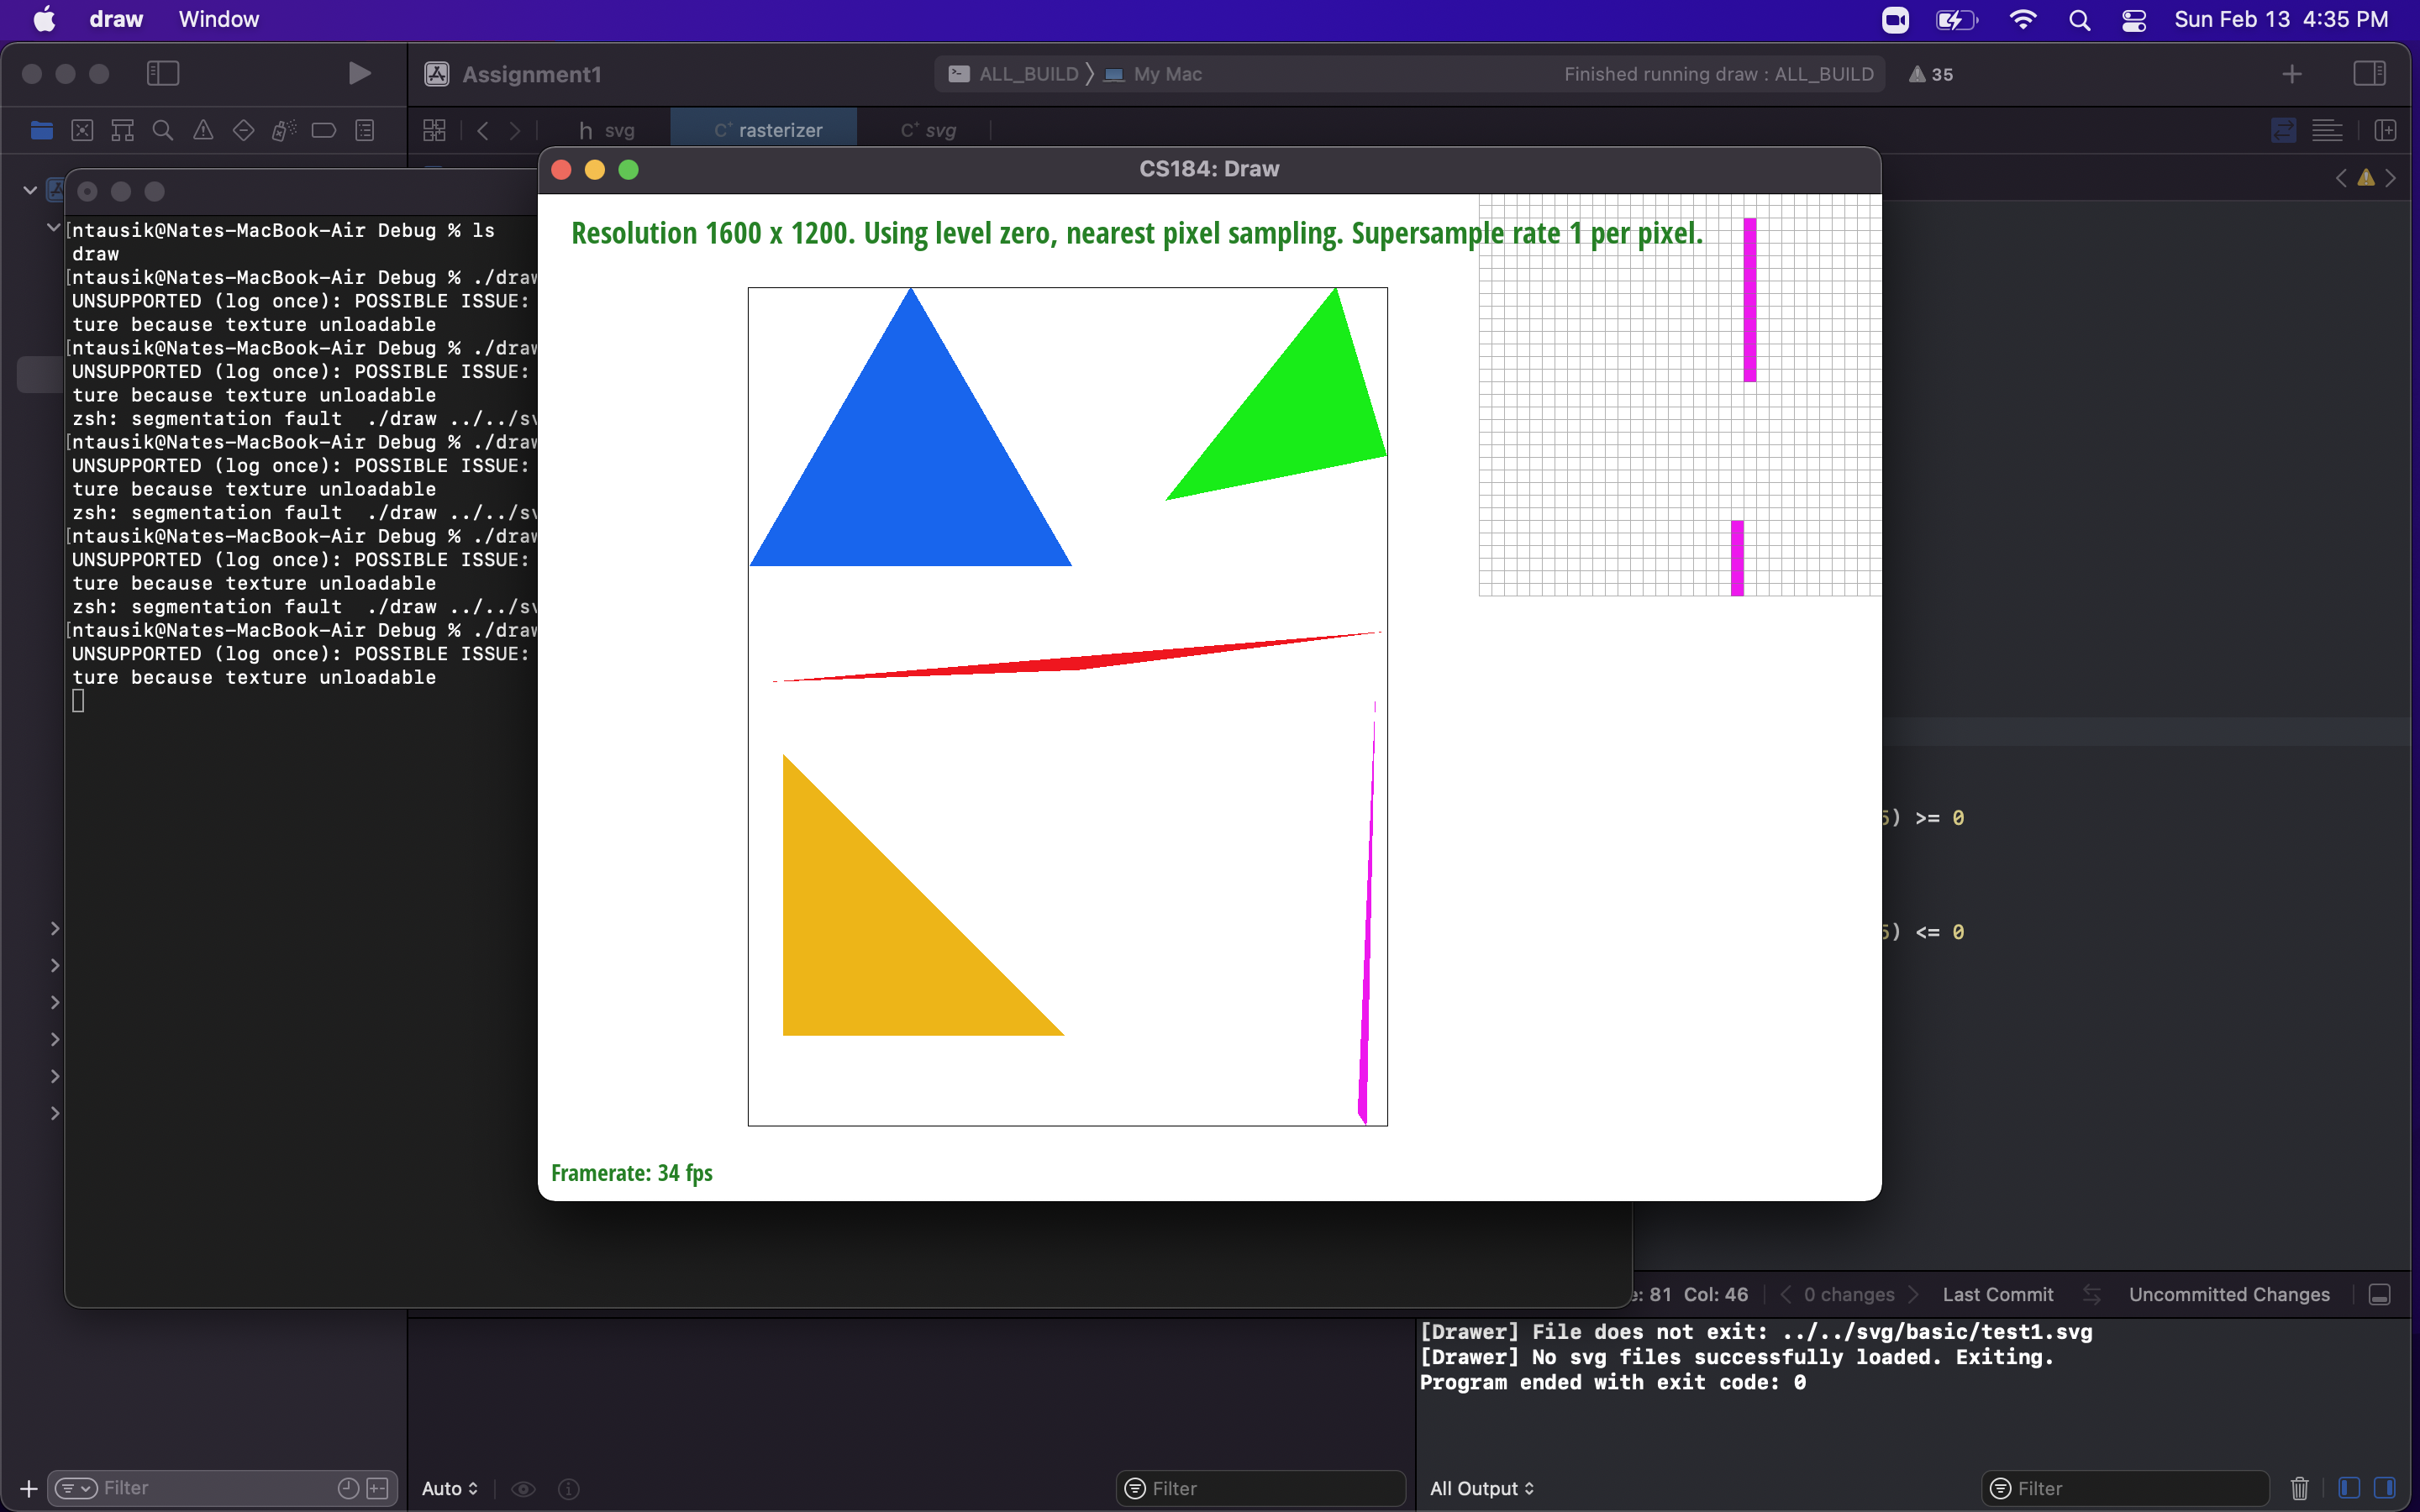 draw Window Sun Feb 13 4:35 PM
Assignment1 ALL_BUILD My Mac Finished running draw : ALL_BUILD 35
h svg C+ rasterizer C+ svg
CS184: Draw
[ntausik@Nates-MacBook-Air Debug % ls
draw
[ntausik@Nates-MacBook-Air Debug % ./draw
UNSUPPORTED (log once): POSSIBLE ISSUE:
ture because texture unloadable
[ntausik@Nates-MacBook-Air Debug % ./draw
UNSUPPORTED (log once): POSSIBLE ISSUE:
ture because texture unloadable
zsh: segmentation fault ./draw ../../sv
[ntausik@Nates-MacBook-Air Debug % ./draw
UNSUPPORTED (log once): POSSIBLE ISSUE:
ture because texture unloadable
zsh: segmentation fault ./draw ../../sv
[ntausik@Nates-MacBook-Air Debug % ./draw
UNSUPPORTED (log once): POSSIBLE ISSUE:
ture because texture unloadable
zsh: segmentation fault ./draw ../../sv
[ntausik@Nates-MacBook-Air Debug % ./draw
UNSUPPORTED (log once): POSSIBLE ISSUE:
ture because texture unloadable
Resolution 1600 x 1200. Using level zero, nearest pixel sampling. Supersample rate 1 per pixel.
Framerate: 34 fps
5) >= 0
5) <= 0
e: 81 Col: 46 0 changes Last Commit Uncommitted Changes
[Drawer] File does not exit: ../../svg/basic/test1.svg
[Drawer] No svg files successfully loaded. Exiting.
Program ended with exit code: 0
Filter Auto Filter All Output Filter